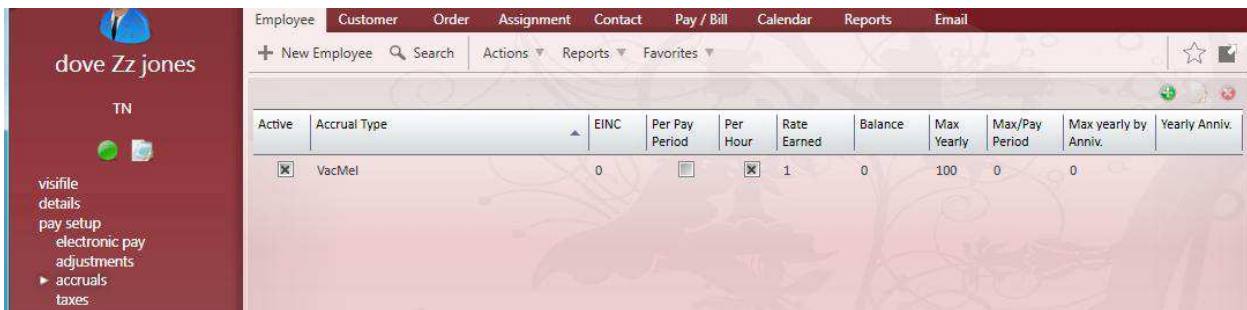 Employee Customer Order Assignment Contact Pay / Bill Calendar Reports Email
New Employee Search Actions Reports Favorites
dove Zz jones
TN
Active Accrual Type EINC Per Pay Period Per Hour Rate Earned Balance Max Yearly Max/Pay Period Max yearly by Anniv. Yearly Anniv.
VacMel 0 1 0 100 0 0
visifile
details
pay setup
electronic pay
adjustments
accruals
taxes